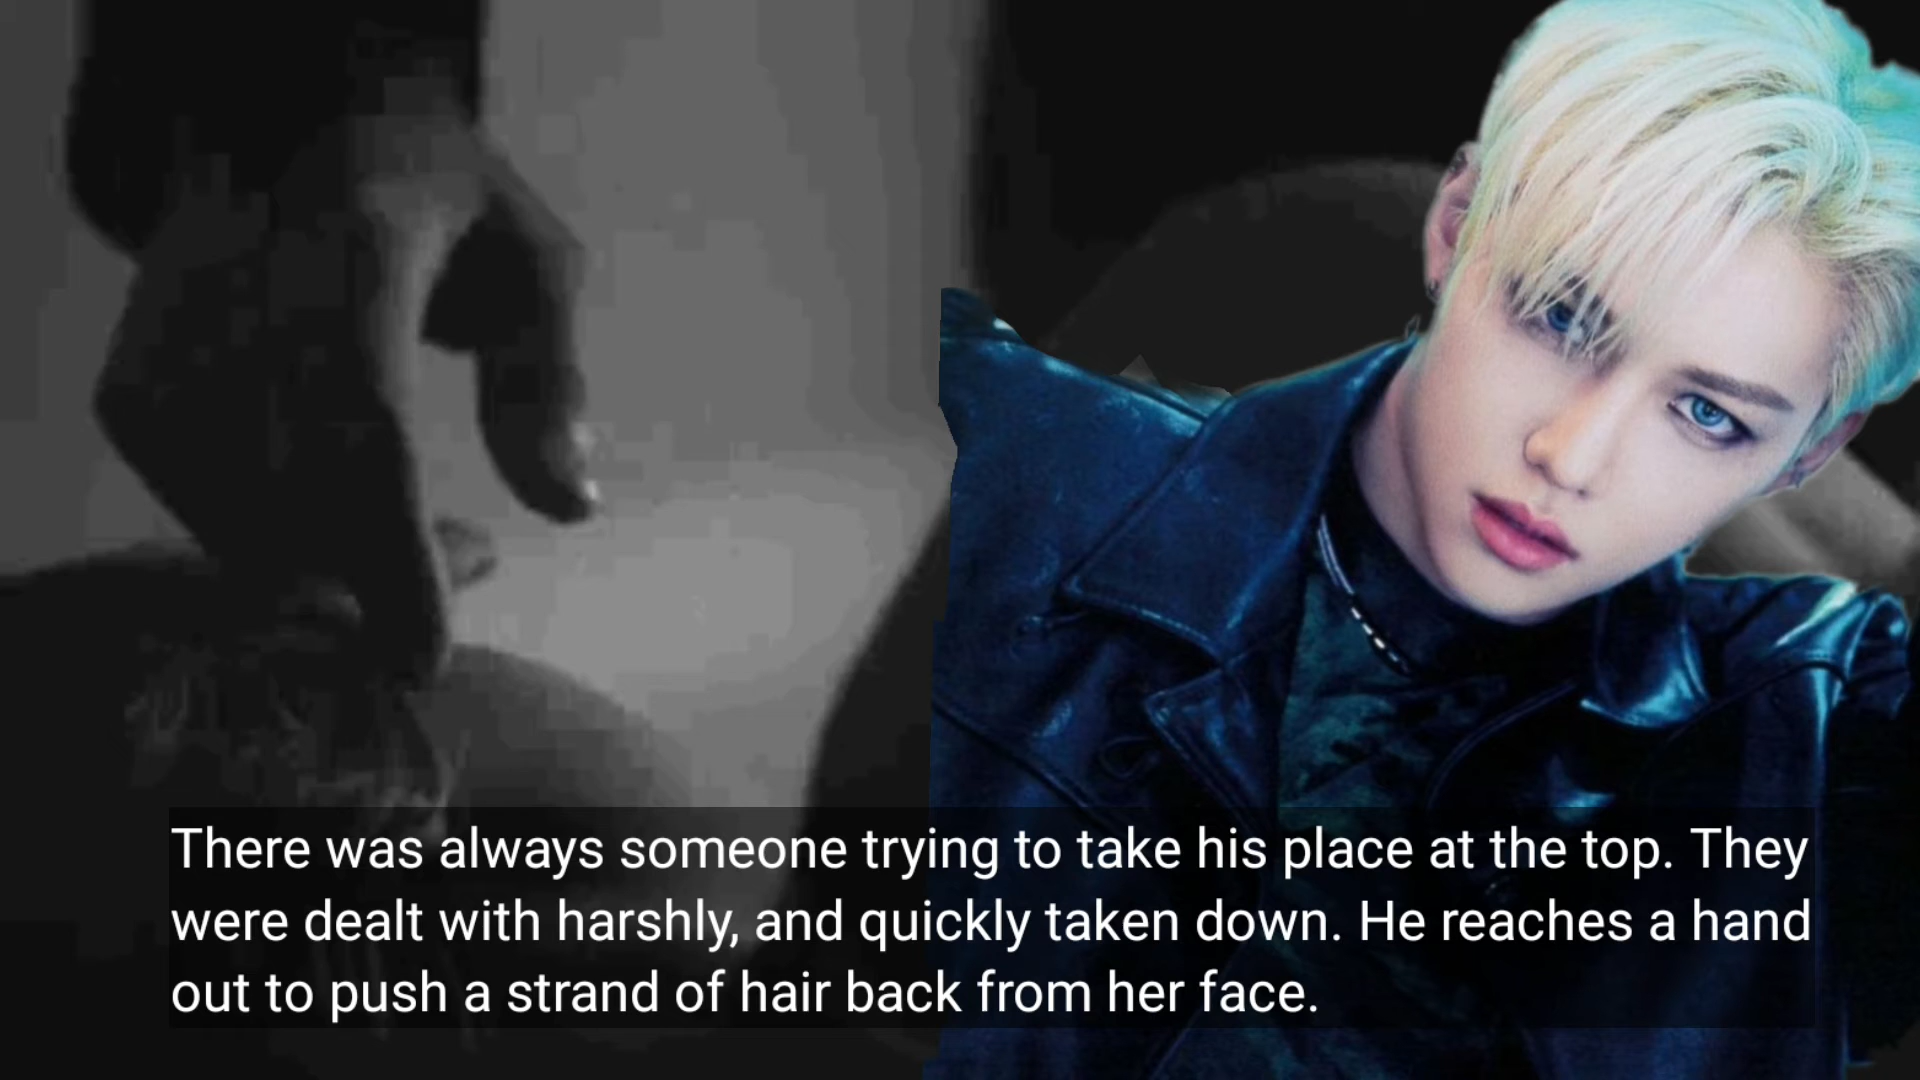 There was always someone trying to take his place at the top. They
were dealt with harshly, and quickly taken down. He reaches a hand
out to push a strand of hair back from her face.